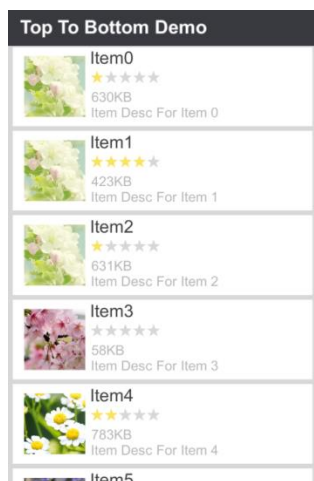 Top To Bottom Demo
Item0
630KB
Item Desc For Item 0
Item1
423KB
Item Desc For Item 1
Item2
631KB
Item Desc For Item 2
Item3
58KB
Item Desc For Item 3
Item4
783KB
Item Desc For Item 4
Item5